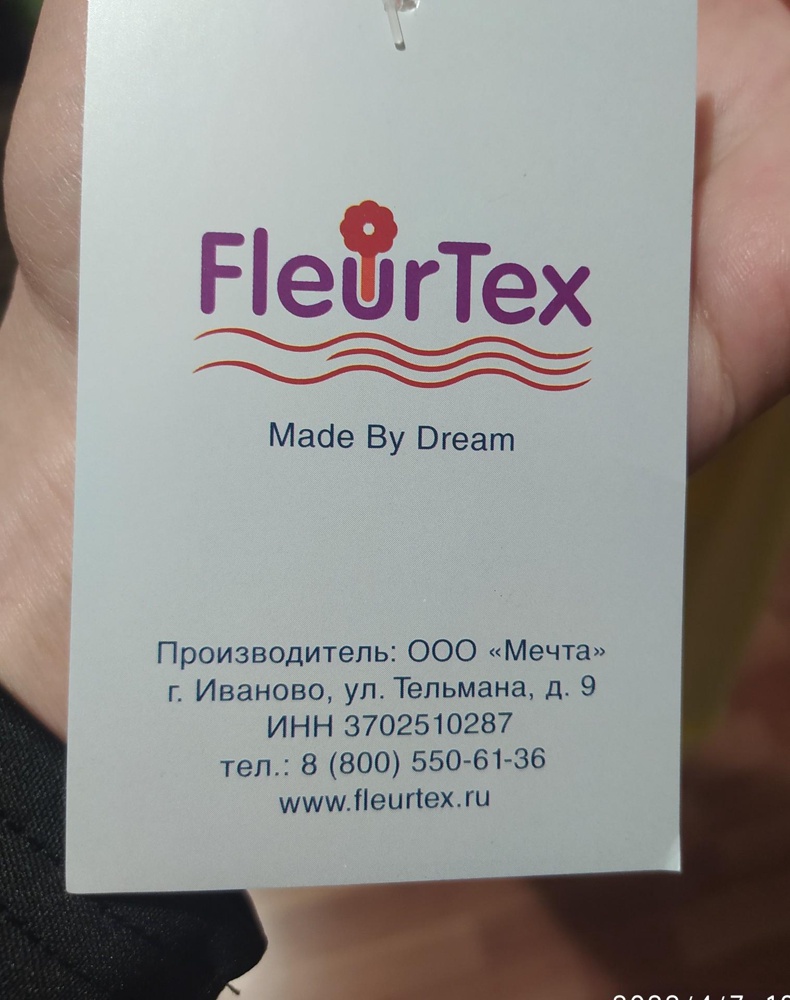 FleurTex
Made By Dream
Производитель: ООО «Мечта»
г. Иваново, ул. Тельмана, д. 9
ИНН 3702510287
тел.: 8 (800) 550-61-36
www.fleurtex.ru